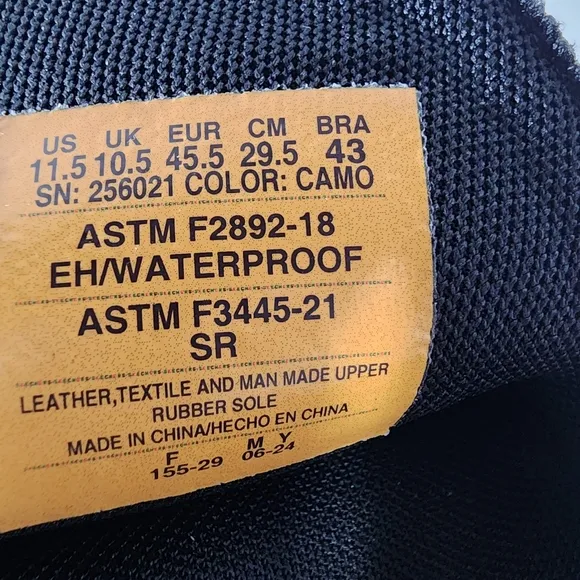 US UK EUR CM BRA
11.5 10.5 45.5 29.5 43
SN: 256021 COLOR: CAMO
ASTM F2892-18
EH/WATERPROOF
ASTM F3445-21
SR
LEATHER,TEXTILE AND MAN MADE UPPER
RUBBER SOLE
MADE IN CHINA/HECHO EN CHINA
F M Y
155-29 06-24